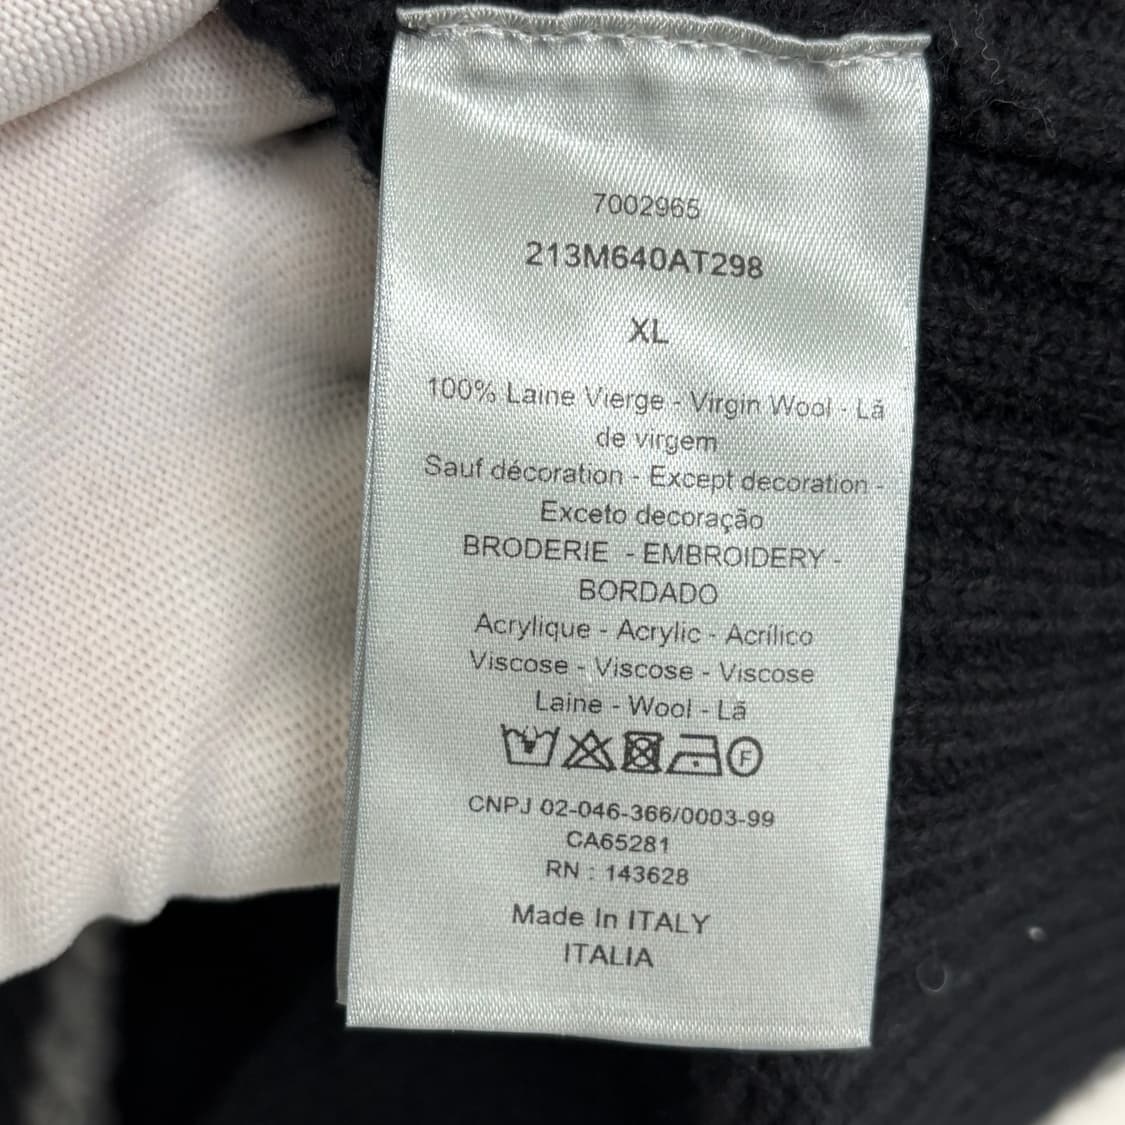 7002965
213M640AT298
XL
100% Laine Vierge - Virgin Wool - Lã
de virgem
Sauf décoration - Except decoration -
Exceto decoração
BRODERIE - EMBROIDERY -
BORDADO
Acrylique - Acrylic - Acrílico
Viscose - Viscose - Viscose
Laine - Wool - Lã
F
CNPJ 02-046-366/0003-99
CA65281
RN : 143628
Made In ITALY
ITALIA